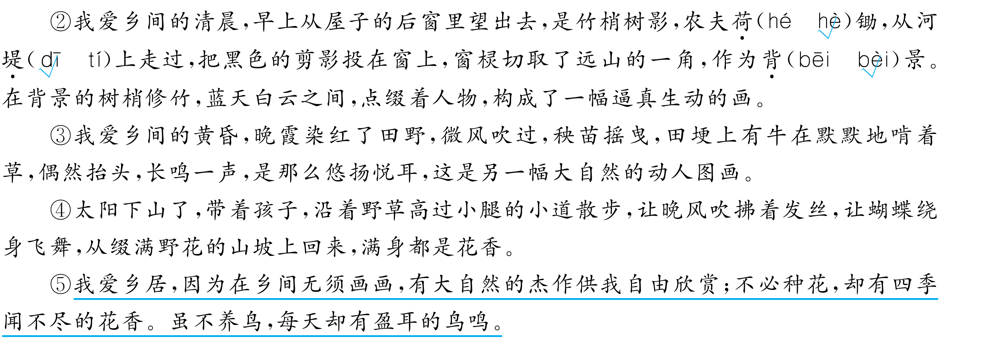 ②我爱乡间的清晨,早上从屋子的后窗里望出去,是竹梢树影,农夫荷(hé hè)锄,从河
堤(dī tí)上走过,把黑色的剪影投在窗上,窗棂切取了远山的一角,作为背(bēi bèi)景。
在背景的树梢修竹,蓝天白云之间,点缀着人物,构成了一幅逼真生动的画。
③我爱乡间的黄昏,晚霞染红了田野,微风吹过,秧苗摇曳,田埂上有牛在默默地啃着
草,偶然抬头,长鸣一声,是那么悠扬悦耳,这是另一幅大自然的动人图画。
④太阳下山了,带着孩子,沿着野草高过小腿的小道散步,让晚风吹拂着发丝,让蝴蝶绕
身飞舞,从缀满野花的山坡上回来,满身都是花香。
⑤我爱乡居,因为在乡间无须画画,有大自然的杰作供我自由欣赏;不必种花,却有四季
闻不尽的花香。虽不养鸟,每天却有盈耳的鸟鸣。